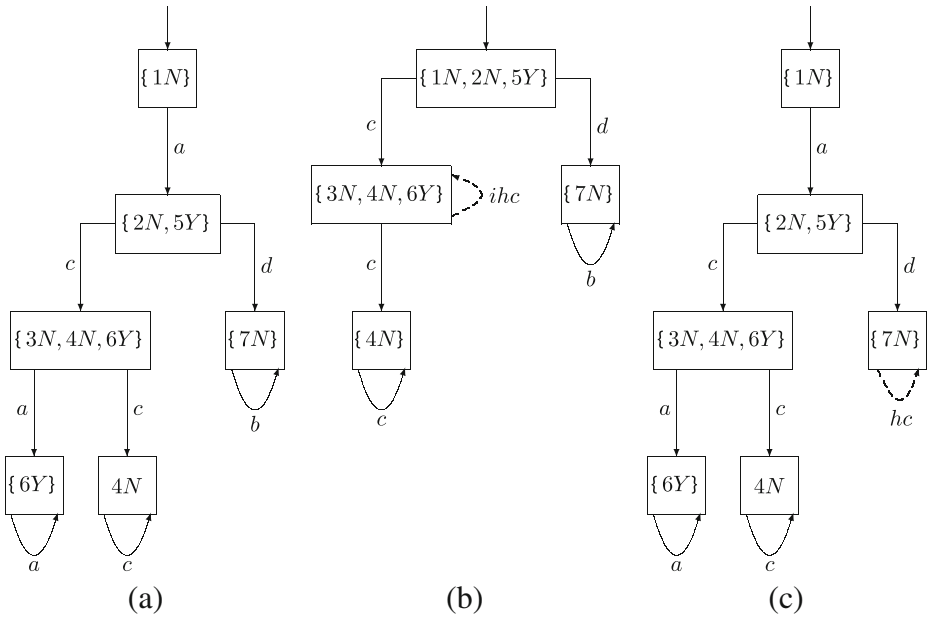 {1N}
a
{2N, 5Y}
c
d
{3N, 4N, 6Y}
{7N}
a
c
b
{6Y}
4N
a
c
(a)
{1N, 2N, 5Y}
c
d
{3N, 4N, 6Y}
ihc
{7N}
c
b
{4N}
c
(b)
{1N}
a
{2N, 5Y}
c
d
{3N, 4N, 6Y}
{7N}
a
c
hc
{6Y}
4N
a
c
(c)